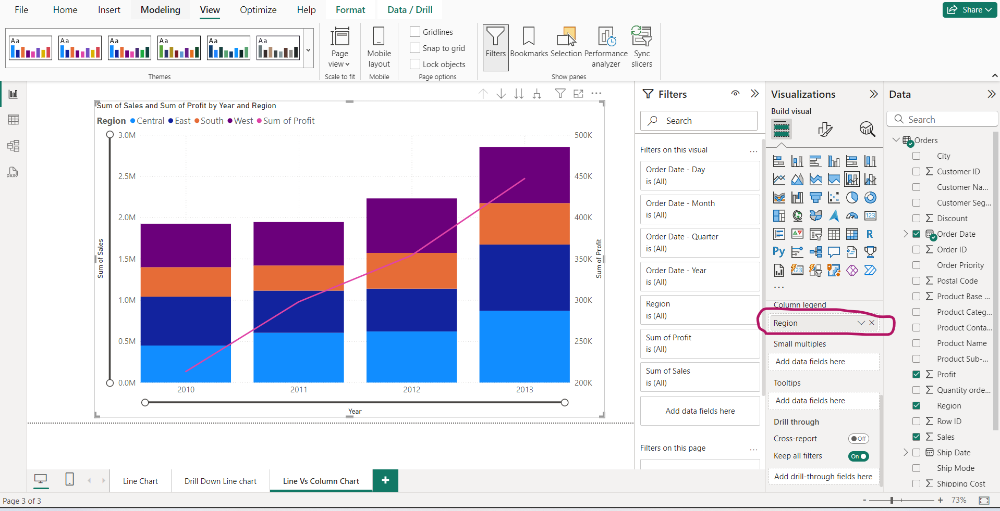 File Home Insert Modeling View Optimize Help Format Data / Drill Share
Aa Aa Aa Aa Aa Aa
Page view
Mobile layout
Gridlines
Snap to grid
Lock objects
Filters
Bookmarks
Selection
Performance analyzer
Sync slicers
Themes Scale to fit Mobile Page options Show panes
DAX
Sum of Sales and Sum of Profit by Year and Region
Region Central East South West Sum of Profit
3.0M 500K
2.5M 450K
2.0M 400K
1.5M 350K
1.0M 300K
0.5M 250K
0.0M 200K
Sum of Sales
Sum of Profit
2010 2011 2012 2013
Year
Filters
Search
Filters on this visual ...
Order Date - Day
is (All)
Order Date - Month
is (All)
Order Date - Quarter
is (All)
Order Date - Year
is (All)
Region
is (All)
Sum of Profit
is (All)
Sum of Sales
is (All)
Add data fields here
Filters on this page ...
Visualizations
Build visual
123
R
Py
123
...
Column legend
Region
Small multiples
Add data fields here
Tooltips
Add data fields here
Drill through
Cross-report Off
Keep all filters On
Add drill-through fields here
Data
Search
Orders
City
Σ Customer ID
Customer Na...
Customer Seg...
Σ Discount
Order Date
Σ Order ID
Order Priority
Σ Postal Code
Σ Product Base ...
Product Categ...
Product Conta...
Product Name
Product Sub-...
Σ Profit
Σ Quantity orde...
Region
Σ Row ID
Σ Sales
Ship Date
Ship Mode
Σ Shipping Cost
Line Chart Drill Down Line chart Line Vs Column Chart +
Page 3 of 3 - + 73%